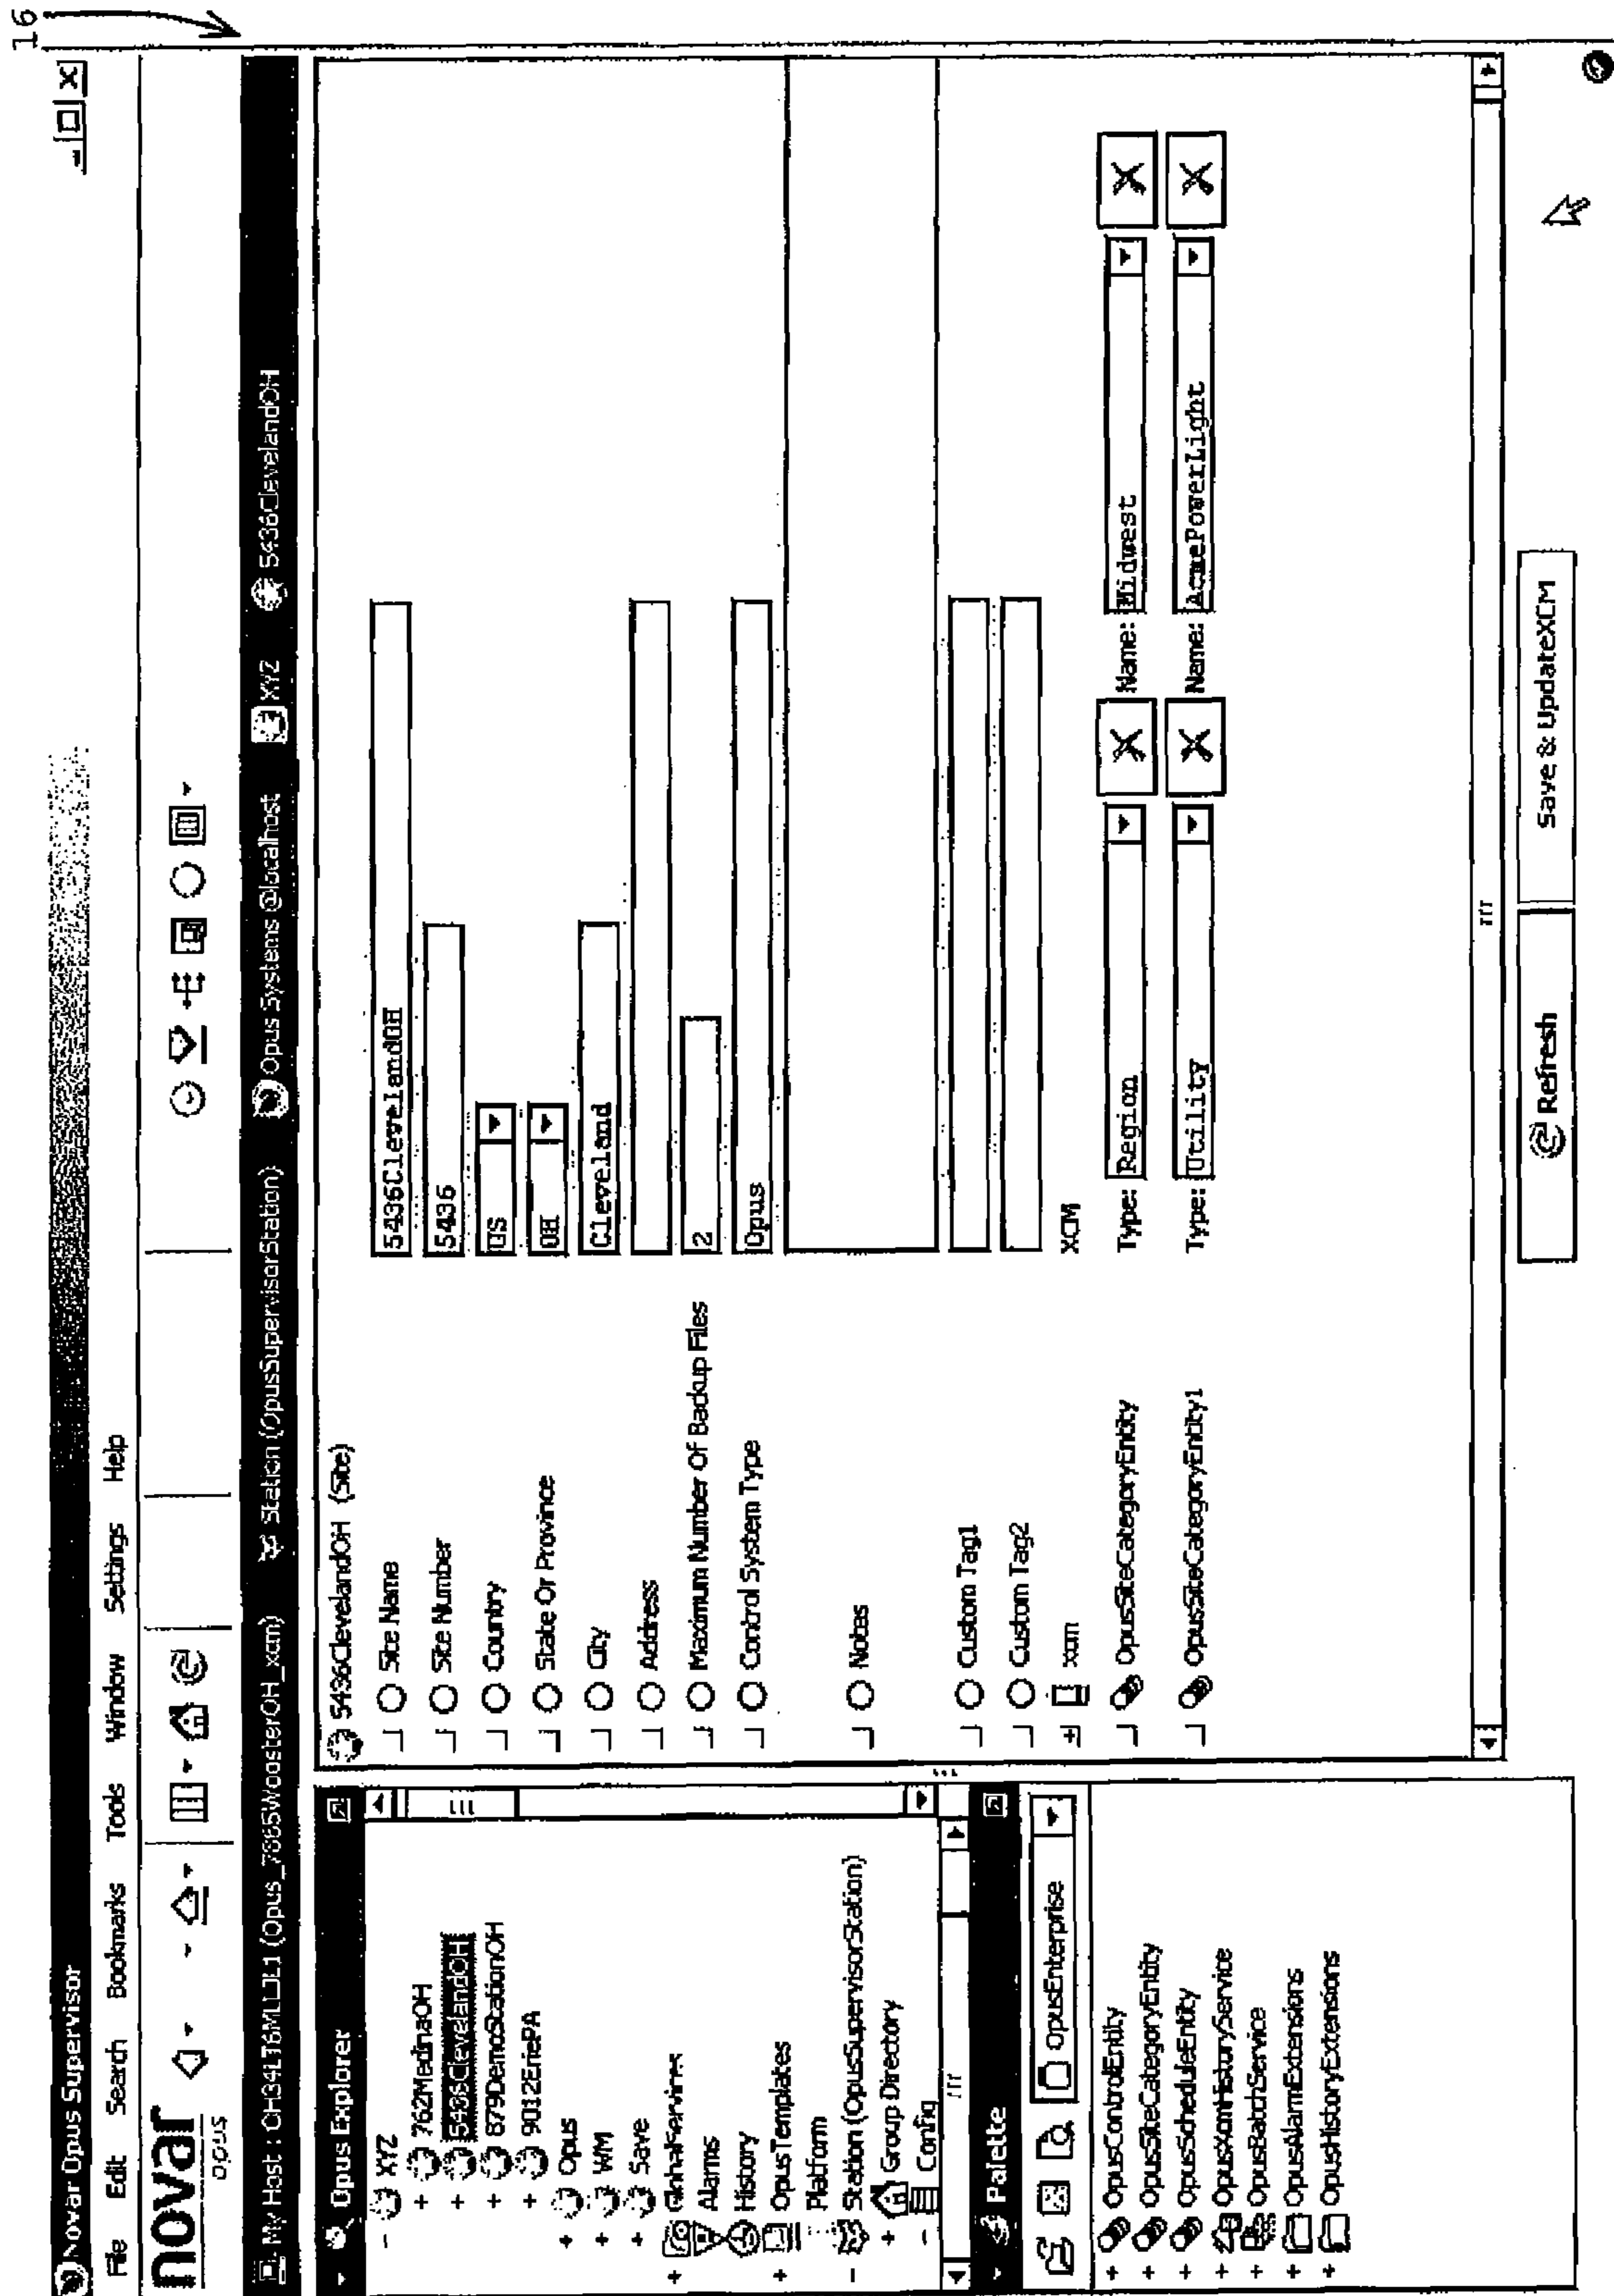 16
Novar Opus Supervisor
File Edit Search Bookmarks Tools Window Settings Help
novar
opus
My Host : CH34LT6MLLJL1 (Opus_7865WoosterOH_xcm) Station (OpusSupervisorStation) Opus Systems @localhost XYZ 5436ClevelandOH
Opus Explorer
- XYZ
+ 762MedinaOH
+ 5436ClevelandOH
+ 879DemoStationOH
+ 9012EriePA
+ Opus
+ WM
+ Save
+ GlobalServices
Alarms
History
+ OpusTemplates
Platform
- Station (OpusSupervisorStation)
+ Group Directory
- Config
Palette
OpusEnterprise
+ OpusControlEntity
+ OpusSiteCategoryEntity
+ OpusScheduleEntity
+ OpusXcmHistoryService
+ OpusBatchService
+ OpusAlarmExtensions
+ OpusHistoryExtensions
5436ClevelandOH (Site)
Site Name 5436ClevelandOH
Site Number 5436
Country US
State Or Province OH
City Cleveland
Address
Maximum Number Of Backup Files 2
Control System Type Opus
Notes
Custom Tag1
Custom Tag2
+ xcm XCM
OpusSiteCategoryEntity Type: Region Name: Midwest
OpusSiteCategoryEntity1 Type: Utility Name: AcmePowerLight
Refresh Save & UpdateXCM